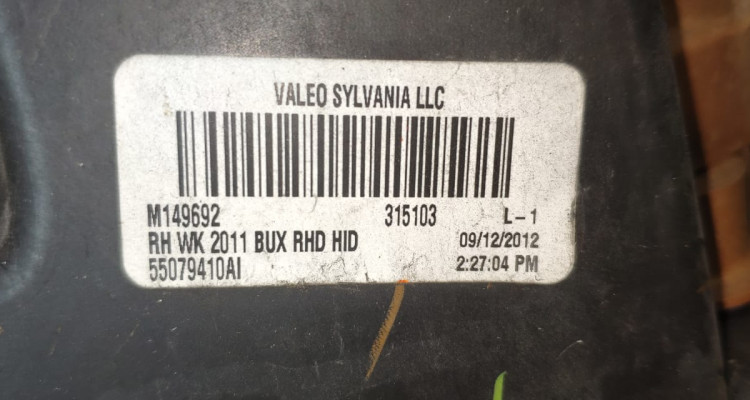 VALEO SYLVANIA LLC
M149692 315103 L-1
RH WK 2011 BUX RHD HID 09/12/2012
55079410AI 2:27:04 PM